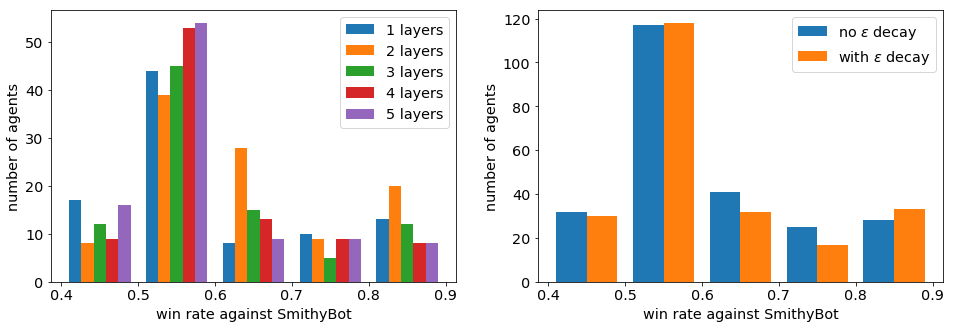 number of agents
50
40
30
20
10
0
0.4 0.5 0.6 0.7 0.8 0.9
win rate against SmithyBot
1 layers
2 layers
3 layers
4 layers
5 layers
number of agents
120
100
80
60
40
20
0
0.4 0.5 0.6 0.7 0.8 0.9
win rate against SmithyBot
no ε decay
with ε decay